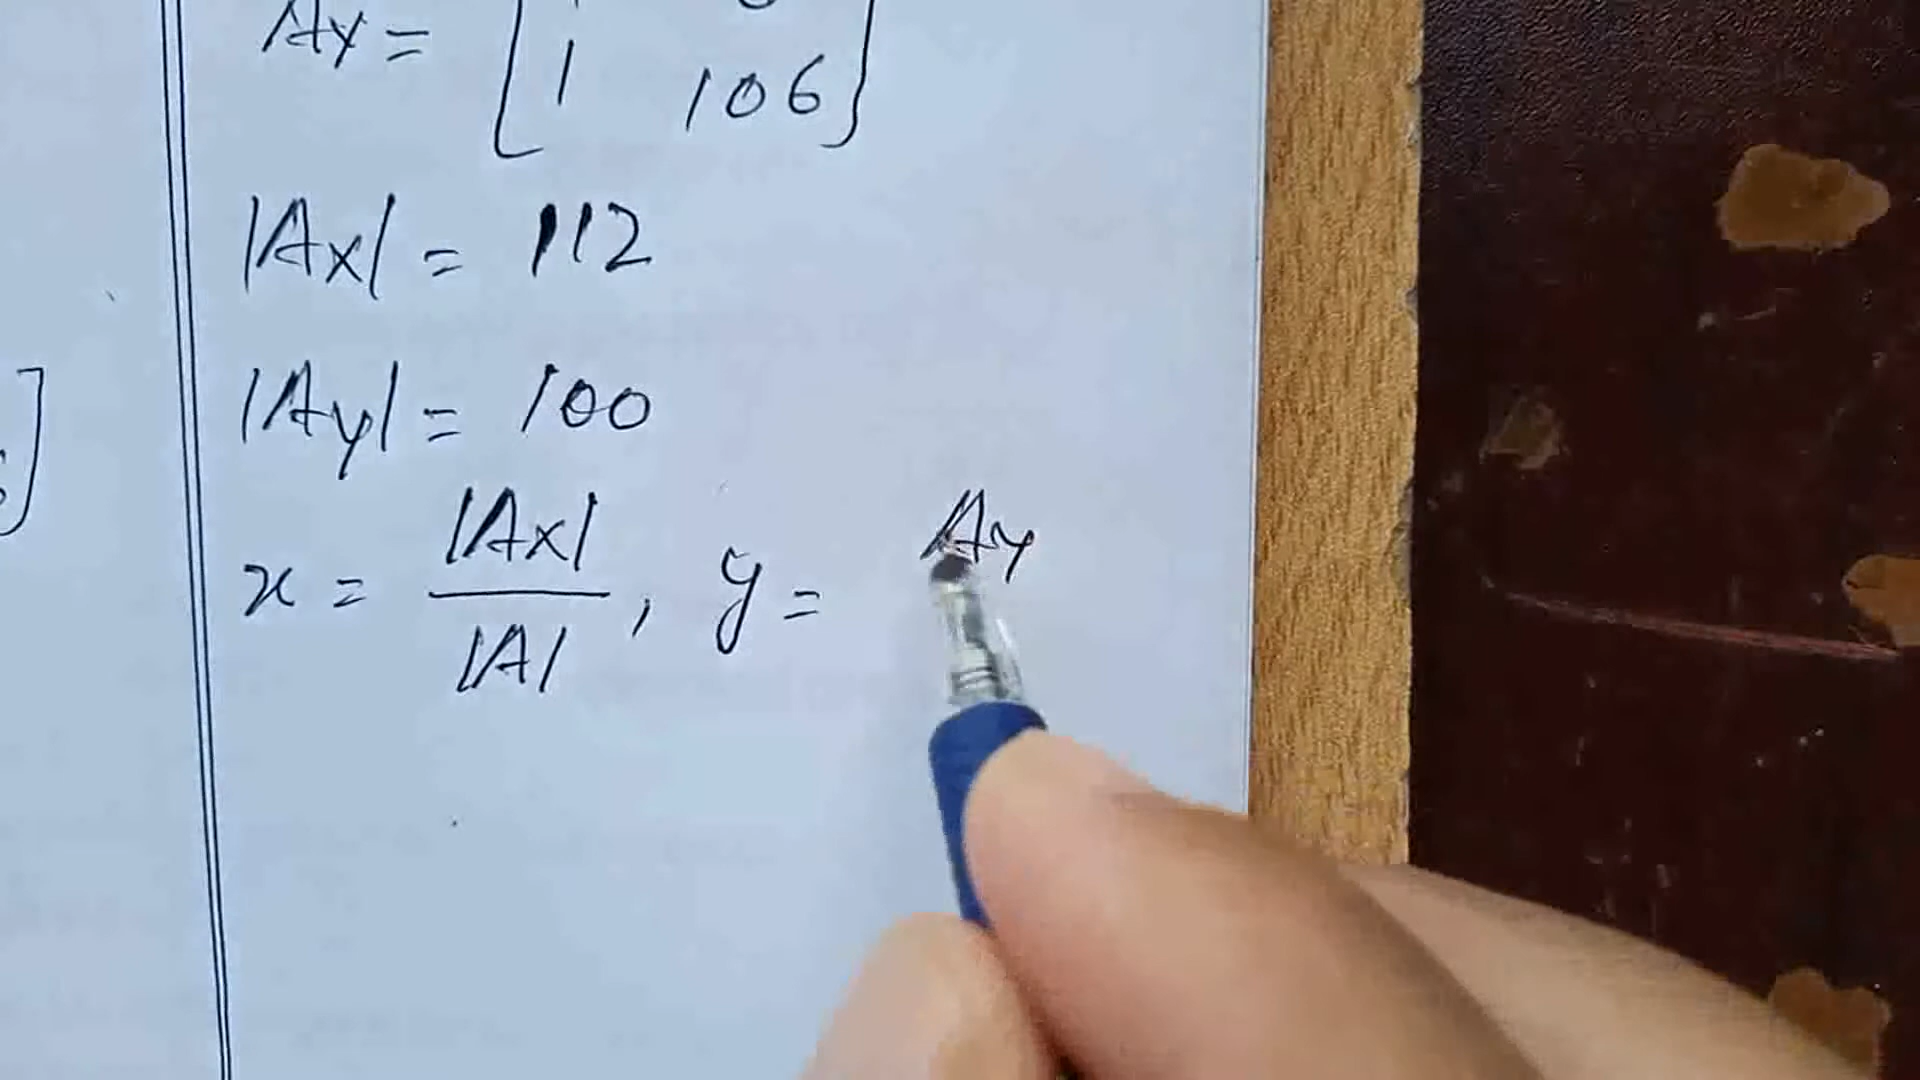 Ay = [
1 106]
|Ax| = 112
|Ay| = 100
x = |Ax| / |A| , y = Ay